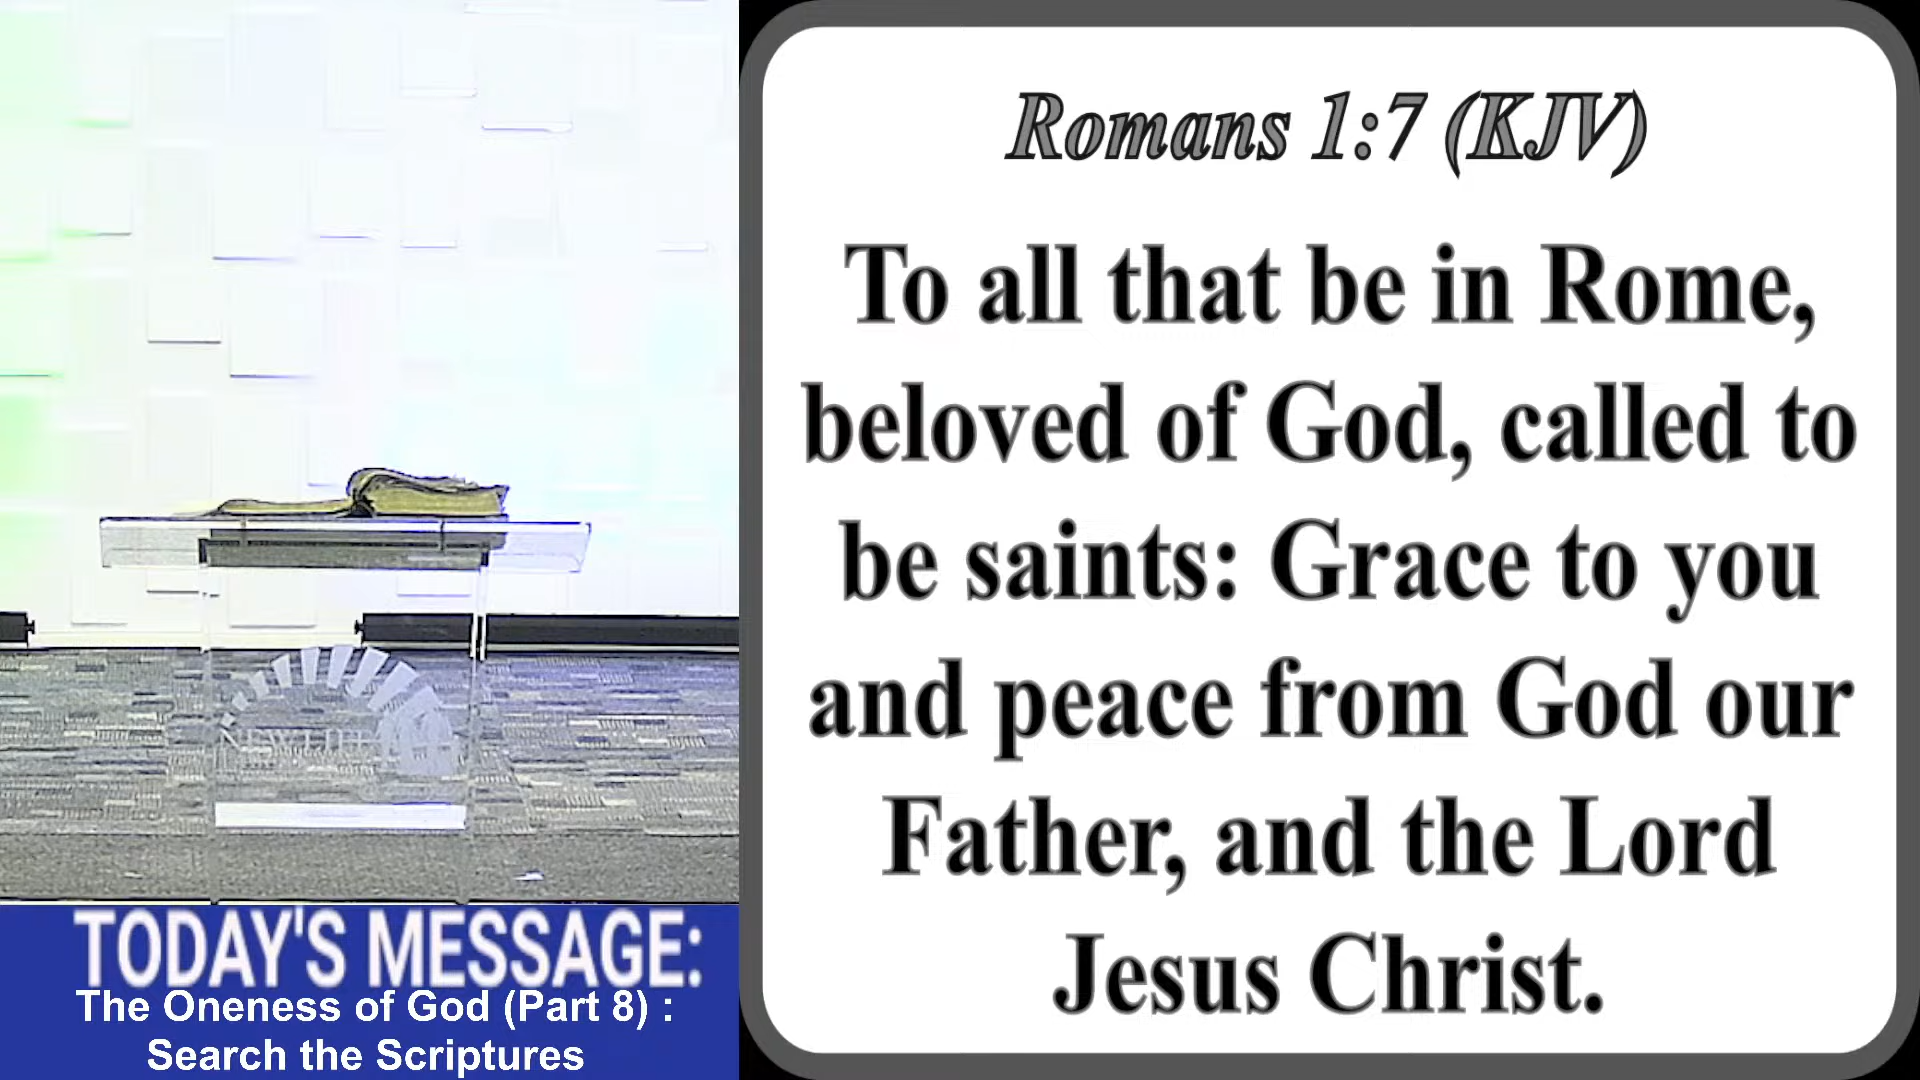 Romans 1:7 (KJV)
To all that be in Rome,
beloved of God, called to
be saints: Grace to you
and peace from God our
Father, and the Lord
Jesus Christ.
TODAY'S MESSAGE:
The Oneness of God (Part 8) :
Search the Scriptures